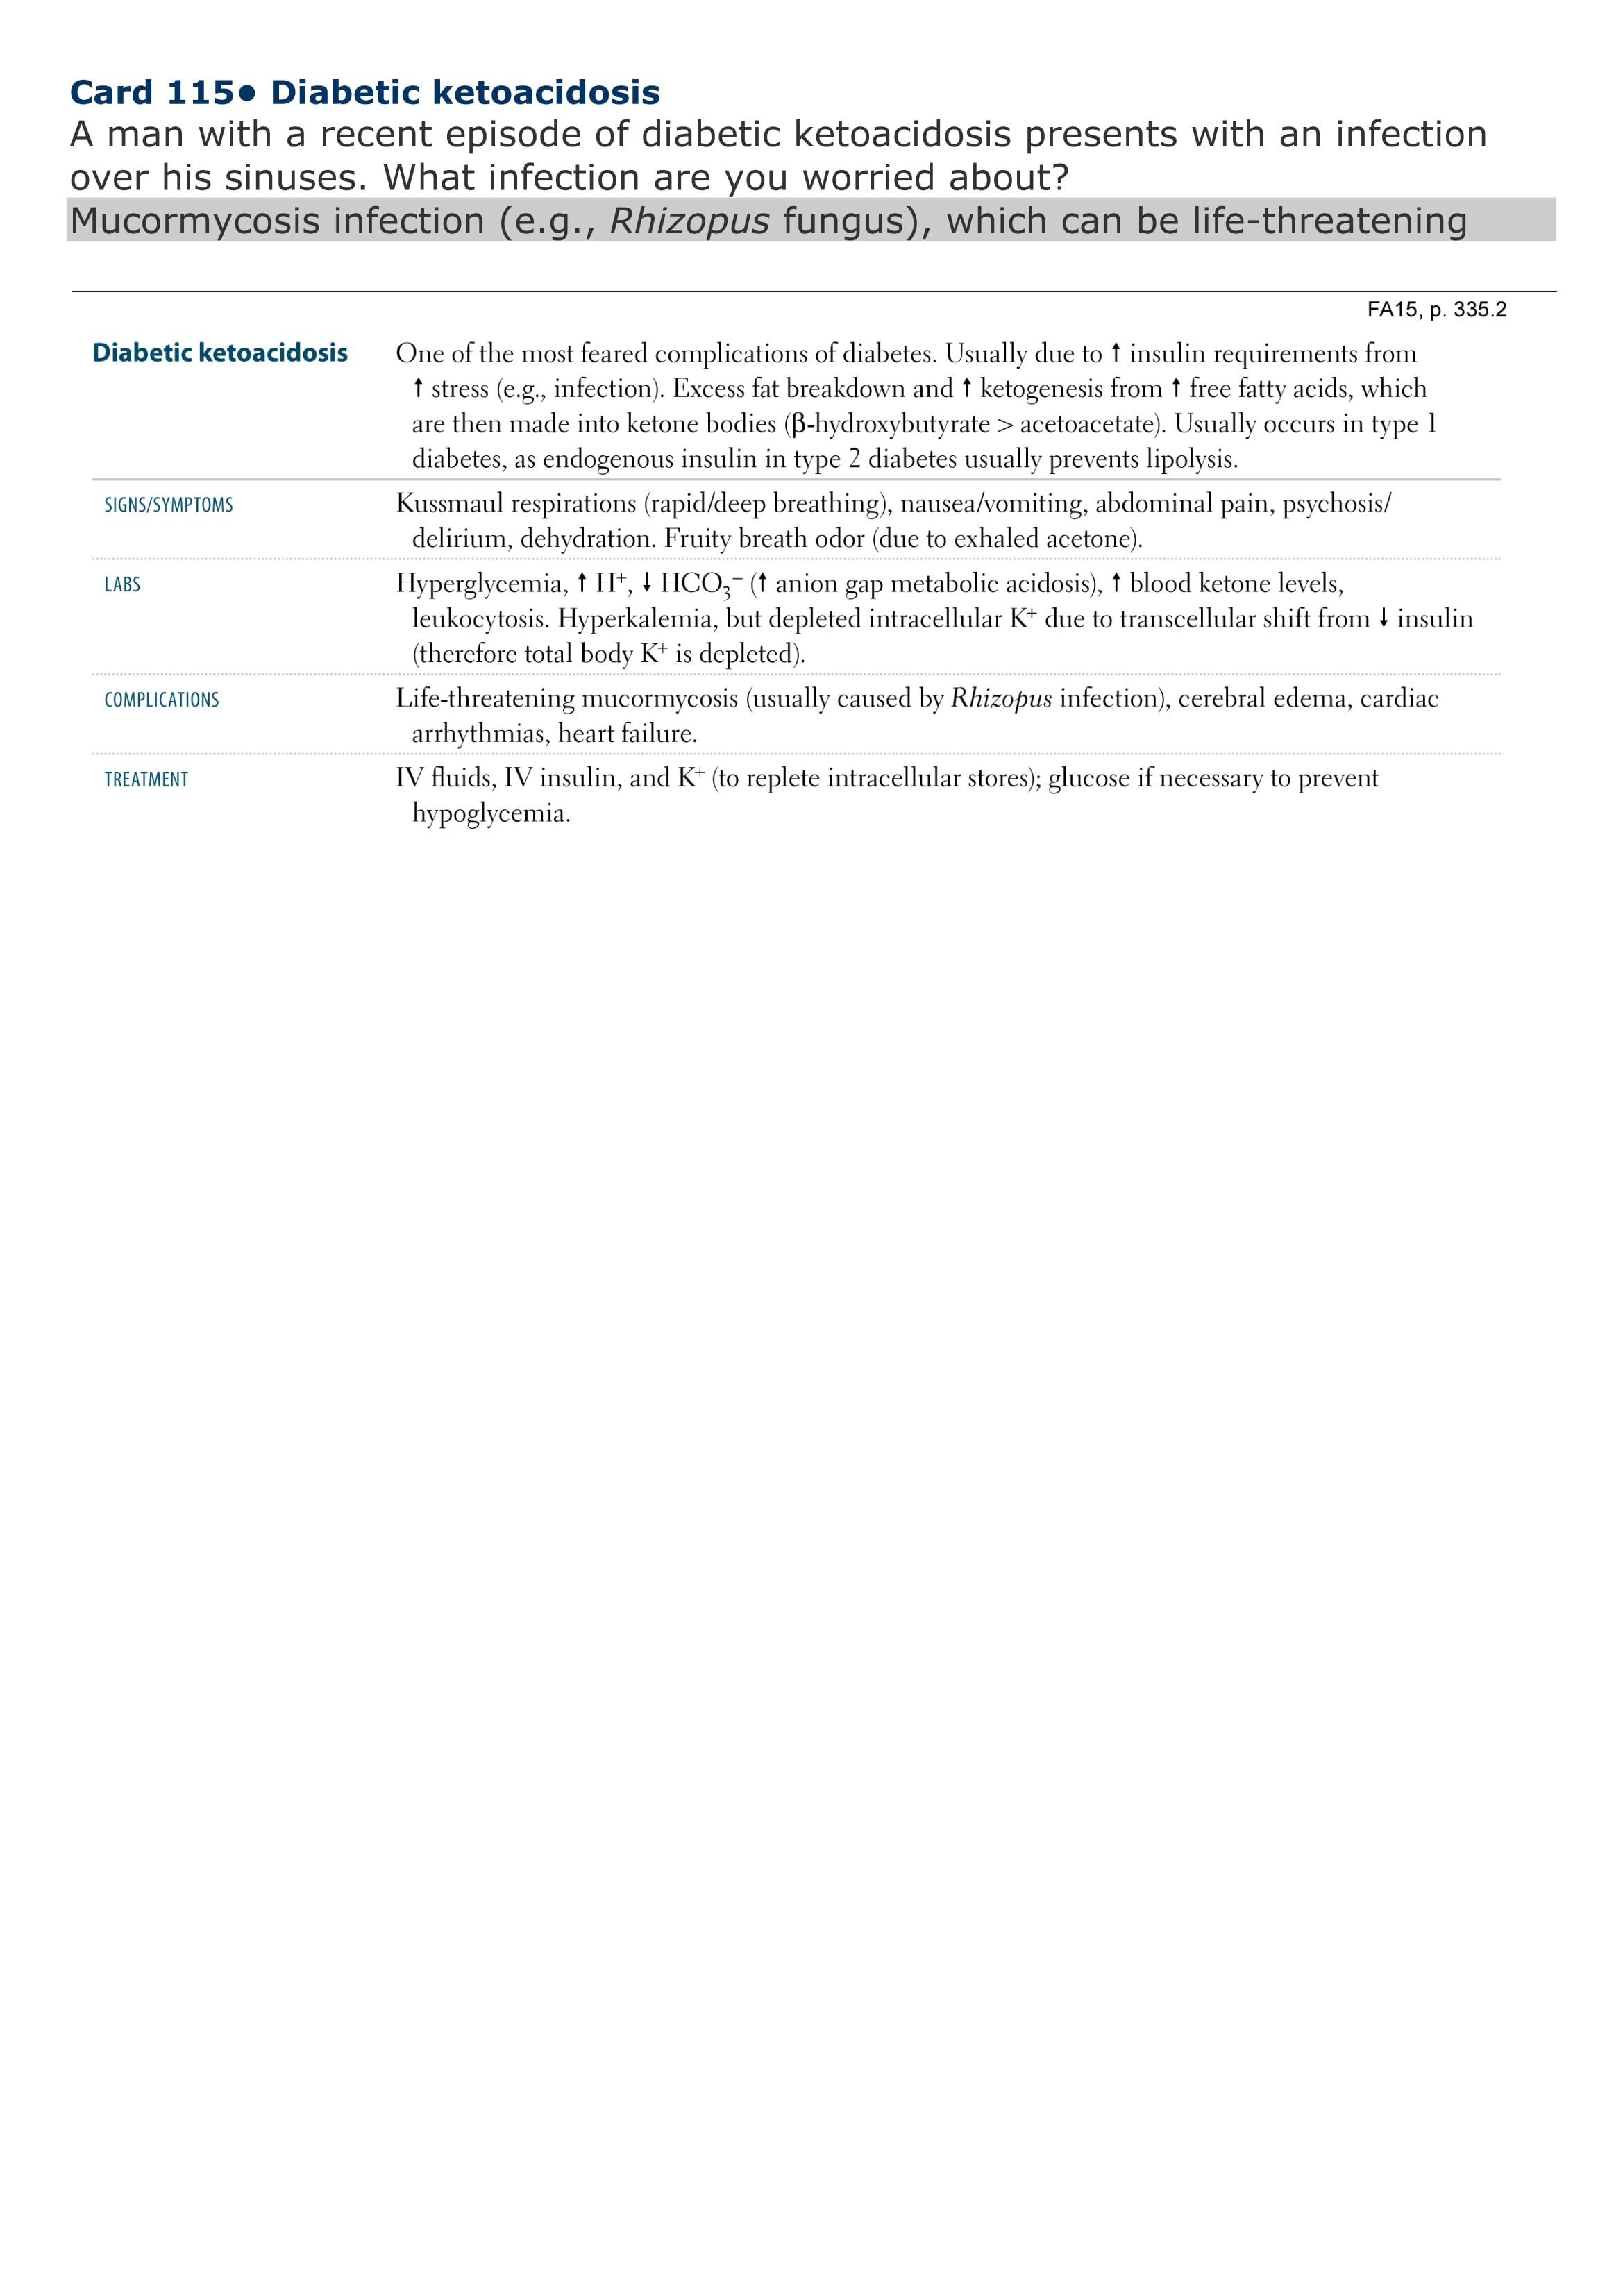 Card 115● Diabetic ketoacidosis
A man with a recent episode of diabetic ketoacidosis presents with an infection
over his sinuses. What infection are you worried about?
Mucormycosis infection (e.g., Rhizopus fungus), which can be life-threatening
FA15, p. 335.2
Diabetic ketoacidosis
One of the most feared complications of diabetes. Usually due to ↑ insulin requirements from
↑ stress (e.g., infection). Excess fat breakdown and ↑ ketogenesis from ↑ free fatty acids, which
are then made into ketone bodies (β-hydroxybutyrate > acetoacetate). Usually occurs in type 1
diabetes, as endogenous insulin in type 2 diabetes usually prevents lipolysis.
SIGNS/SYMPTOMS
Kussmaul respirations (rapid/deep breathing), nausea/vomiting, abdominal pain, psychosis/
delirium, dehydration. Fruity breath odor (due to exhaled acetone).
LABS
Hyperglycemia, ↑ H⁺, ↓ HCO₃⁻ (↑ anion gap metabolic acidosis), ↑ blood ketone levels,
leukocytosis. Hyperkalemia, but depleted intracellular K⁺ due to transcellular shift from ↓ insulin
(therefore total body K⁺ is depleted).
COMPLICATIONS
Life-threatening mucormycosis (usually caused by Rhizopus infection), cerebral edema, cardiac
arrhythmias, heart failure.
TREATMENT
IV fluids, IV insulin, and K⁺ (to replete intracellular stores); glucose if necessary to prevent
hypoglycemia.